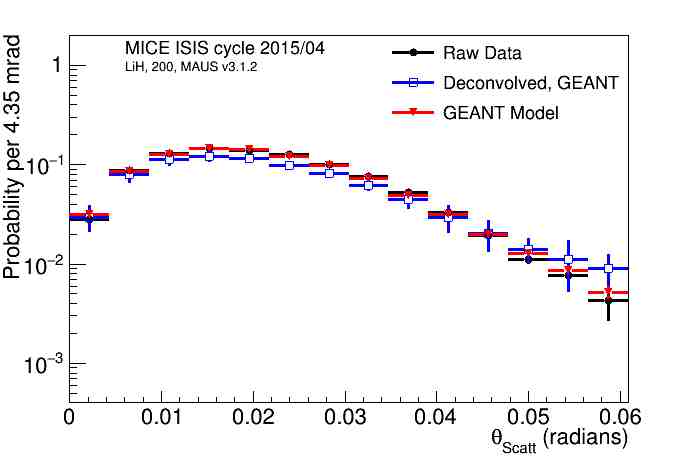 MICE ISIS cycle 2015/04
LiH, 200, MAUS v3.1.2
Raw Data
Deconvolved, GEANT
GEANT Model
Probability per 4.35 mrad
1
10⁻¹
10⁻²
10⁻³
0 0.01 0.02 0.03 0.04 0.05 0.06
θ_Scatt (radians)